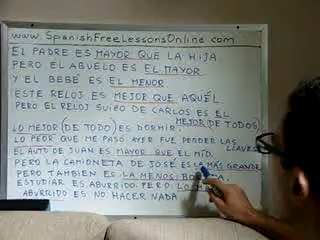 www.SpanishFreeLessonsOnline.com
EL PADRE ES MAYOR QUE LA HIJA
PERO EL ABUELO ES EL MAYOR
Y EL BEBÉ ES EL MENOR
ESTE RELOJ ES MEJOR QUE AQUÉL
PERO EL RELOJ SUIZO DE CARLOS ES EL
MEJOR (DE TODOS)
LO MEJOR (DE TODO) ES DORMIR.
LO PEOR QUE ME PASÓ AYER FUE PERDER LAS
LLAVES
EL AUTO DE JUAN ES MAYOR QUE EL MÍO,
PERO LA CAMIONETA DE JOSÉ ES LA MÁS GRANDE
PERO TAMBIEN ES LA MENOS
ESTUDIAR ES ABURRIDO. PERO LO
ABURRIDO ES NO HACER NADA